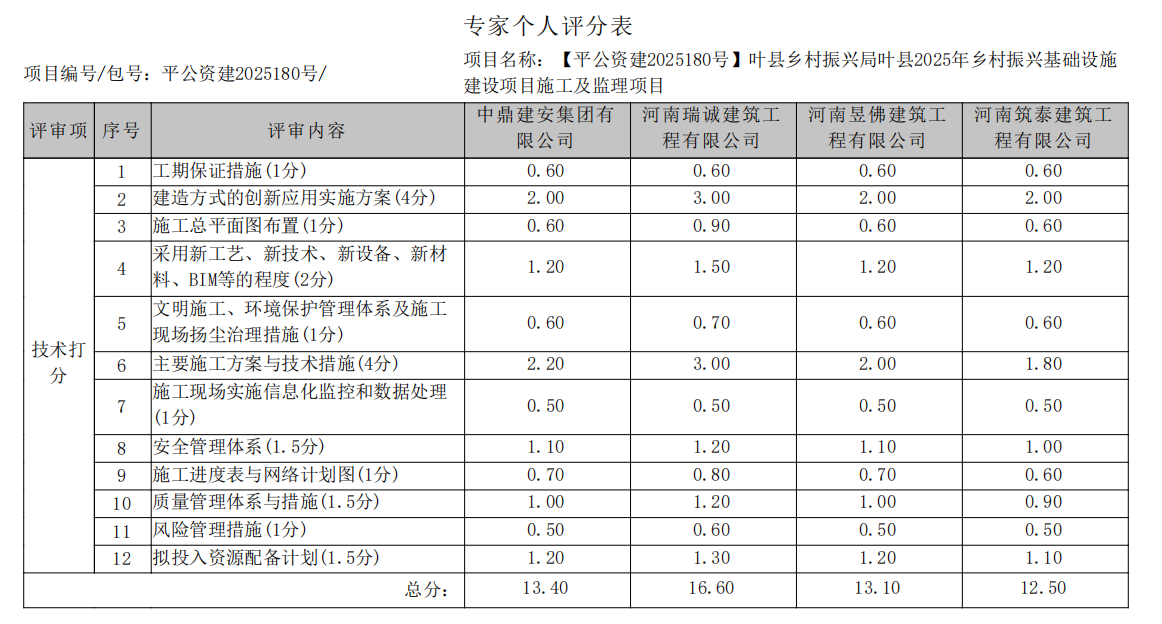 专家个人评分表
项目编号/包号：平公资建2025180号/
项目名称：【平公资建2025180号】叶县乡村振兴局叶县2025年乡村振兴基础设施
建设项目施工及监理项目
评审项 序号 评审内容 中鼎建安集团有限公司 河南瑞诚建筑工程有限公司 河南昱佛建筑工程有限公司 河南筑泰建筑工程有限公司
技术打分
1 工期保证措施(1分) 0.60 0.60 0.60 0.60
2 建造方式的创新应用实施方案(4分) 2.00 3.00 2.00 2.00
3 施工总平面图布置(1分) 0.60 0.90 0.60 0.60
4 采用新工艺、新技术、新设备、新材料、BIM等的程度(2分) 1.20 1.50 1.20 1.20
5 文明施工、环境保护管理体系及施工现场扬尘治理措施(1分) 0.60 0.70 0.60 0.60
6 主要施工方案与技术措施(4分) 2.20 3.00 2.00 1.80
7 施工现场实施信息化监控和数据处理(1分) 0.50 0.50 0.50 0.50
8 安全管理体系(1.5分) 1.10 1.20 1.10 1.00
9 施工进度表与网络计划图(1分) 0.70 0.80 0.70 0.60
10 质量管理体系与措施(1.5分) 1.00 1.20 1.00 0.90
11 风险管理措施(1分) 0.50 0.60 0.50 0.50
12 拟投入资源配备计划(1.5分) 1.20 1.30 1.20 1.10
总分： 13.40 16.60 13.10 12.50